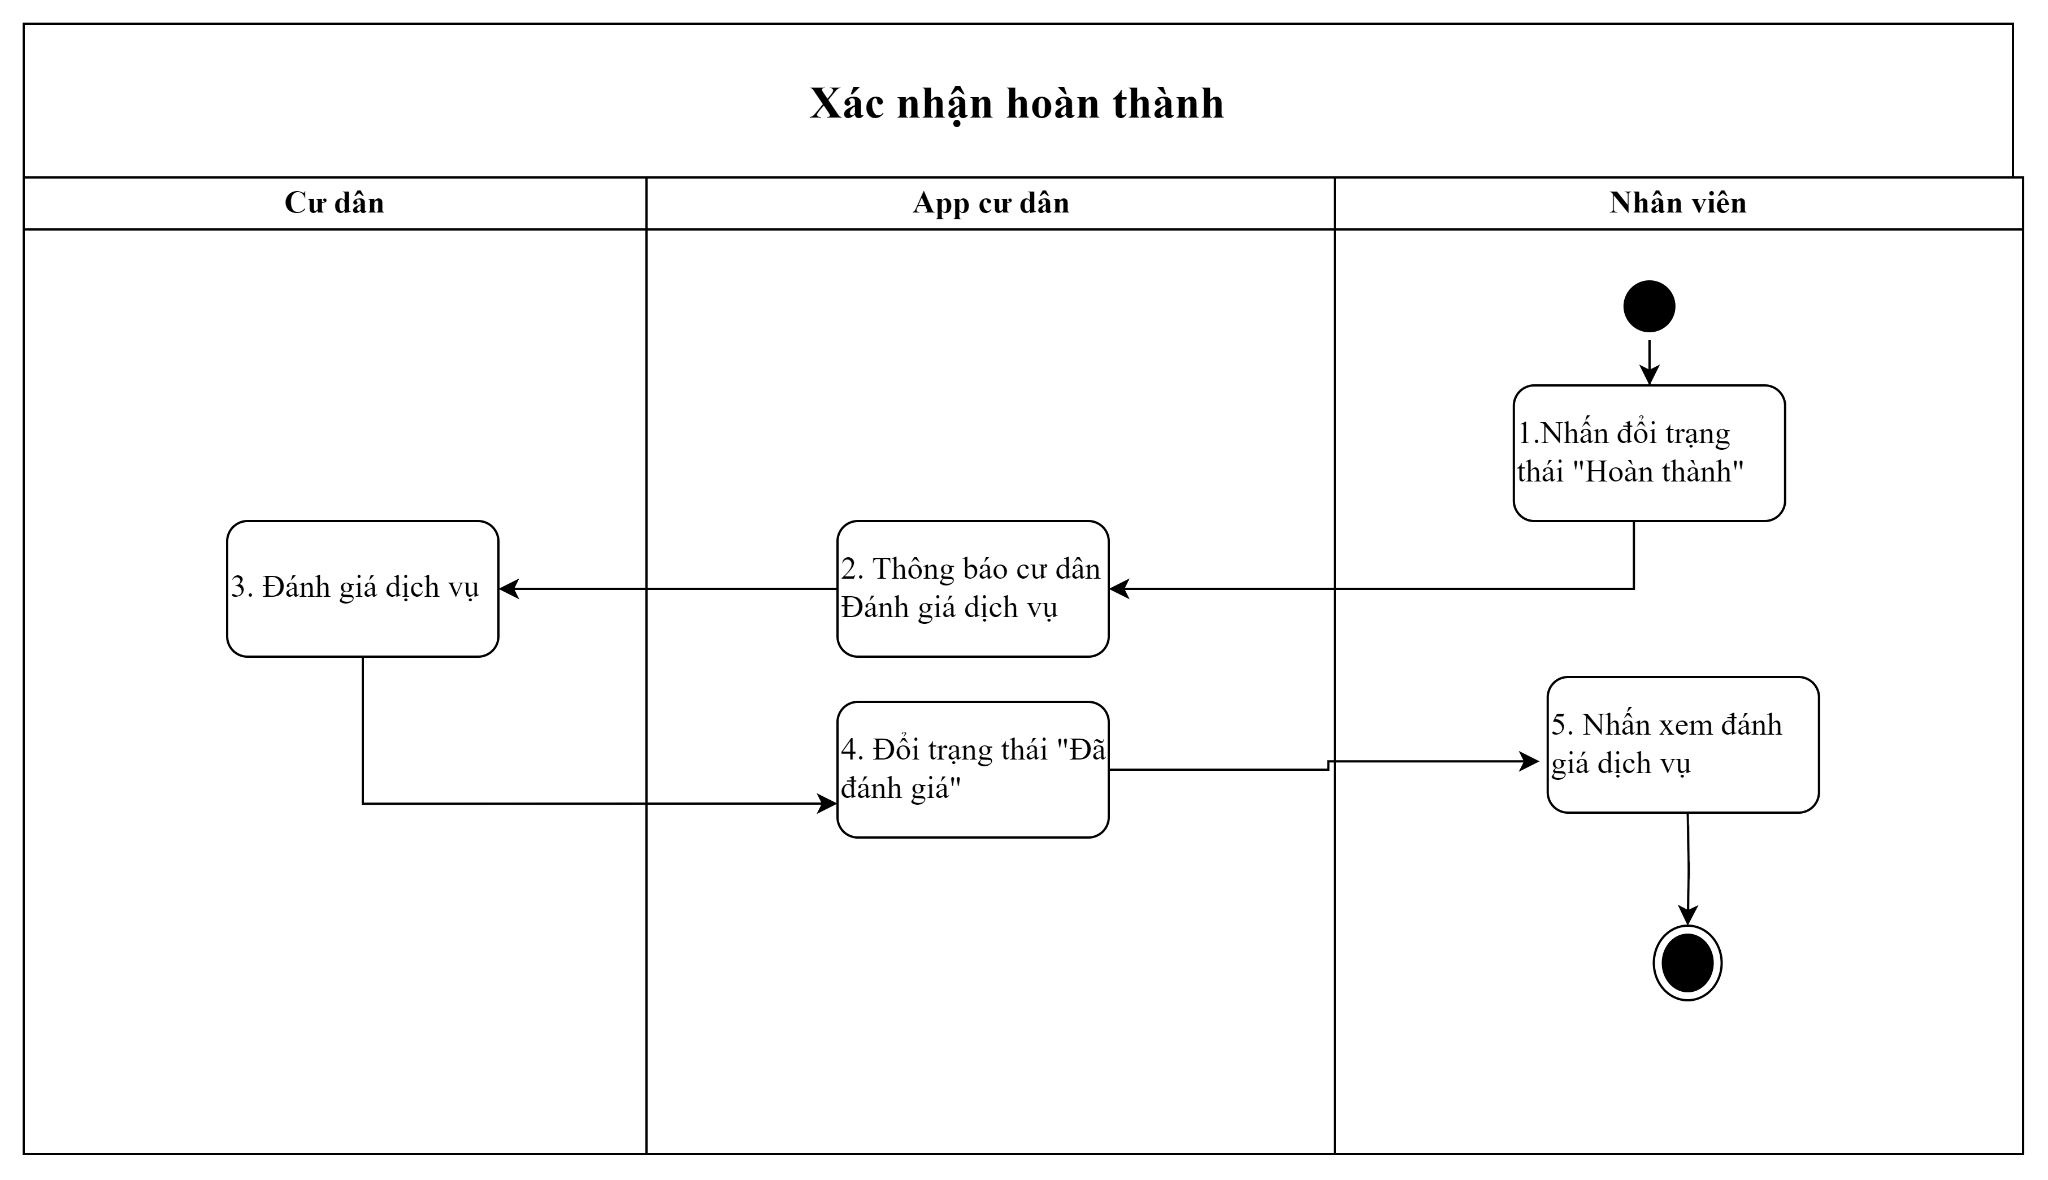 Xác nhận hoàn thành
Cư dân
App cư dân
Nhân viên
1.Nhấn đổi trạng
thái "Hoàn thành"
2. Thông báo cư dân
Đánh giá dịch vụ
3. Đánh giá dịch vụ
4. Đổi trạng thái "Đã
đánh giá"
5. Nhấn xem đánh
giá dịch vụ